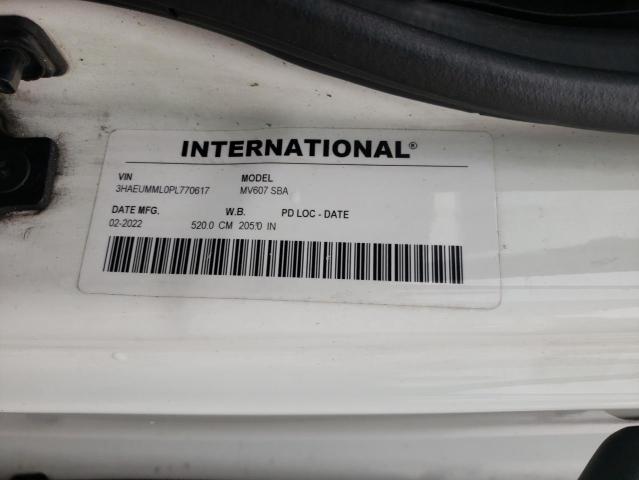 INTERNATIONAL®
VIN MODEL
3HAEUMML0PL770617 MV607 SBA
DATE MFG. W.B. PD LOC - DATE
02-2022 520.0 CM 205.0 IN